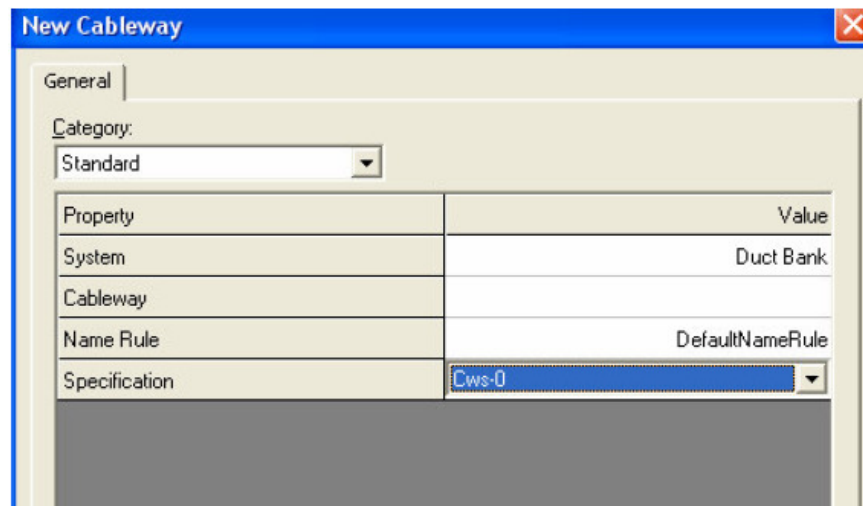 New Cableway
General
Category:
Standard
Property Value
System Duct Bank
Cableway
Name Rule DefaultNameRule
Specification Cws-0